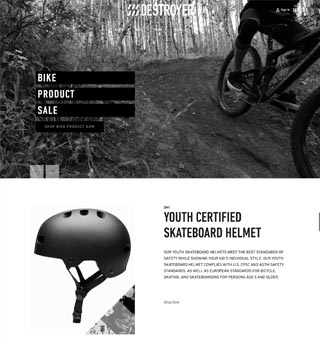 DESTROYER
Sign In
BIKE
PRODUCT
SALE
SHOP BIKE PRODUCT NOW
YOUTH CERTIFIED
SKATEBOARD HELMET
OUR YOUTH SKATEBOARD HELMETS MEET THE BEST STANDARDS OF
SAFETY WHILE SHOWING YOUR KID'S INDIVIDUAL STYLE. OUR YOUTH
SKATEBOARD HELMET COMPLIES WITH U.S. CPSC AND ASTM SAFETY
STANDARDS, AS WELL AS EUROPEAN STANDARDS FOR BICYCLE,
SKATING, AND SKATEBOARDING FOR PERSONS AGE 5 AND OLDER.
Shop Now